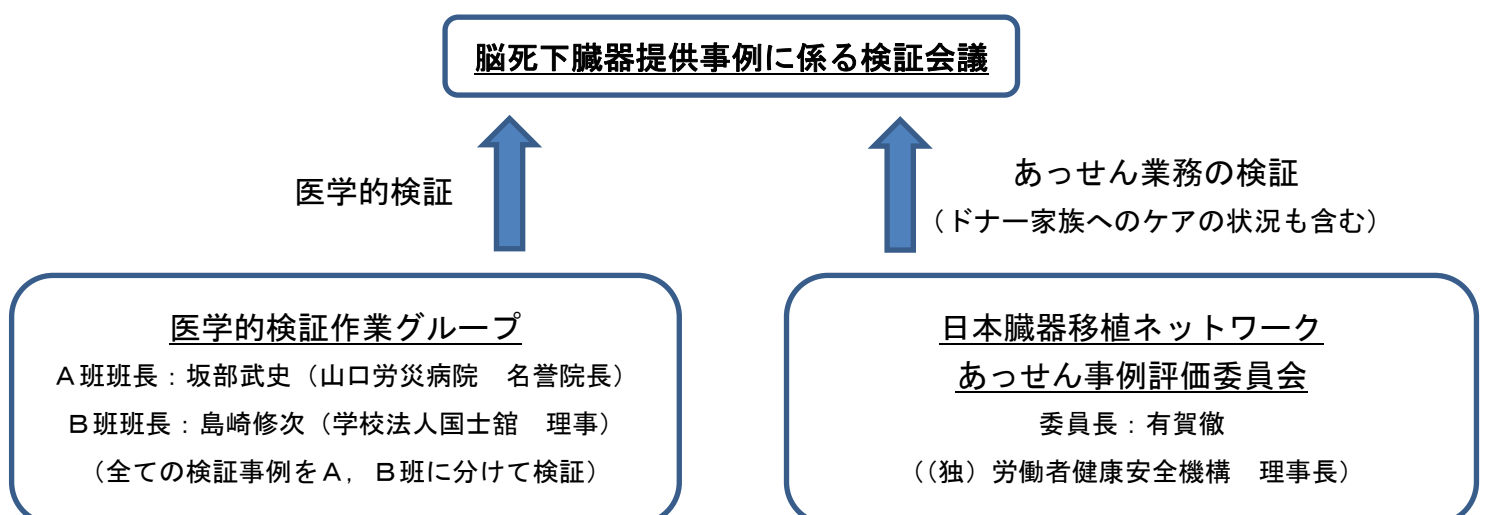 脳死下臓器提供事例に係る検証会議
医学的検証
あっせん業務の検証
（ドナー家族へのケアの状況も含む）
医学的検証作業グループ
Ａ班班長：坂部武史（山口労災病院　名誉院長）
Ｂ班班長：島崎修次（学校法人国士舘　理事）
（全ての検証事例をＡ，Ｂ班に分けて検証）
日本臓器移植ネットワーク
あっせん事例評価委員会
委員長：有賀徹
（（独）労働者健康安全機構　理事長）